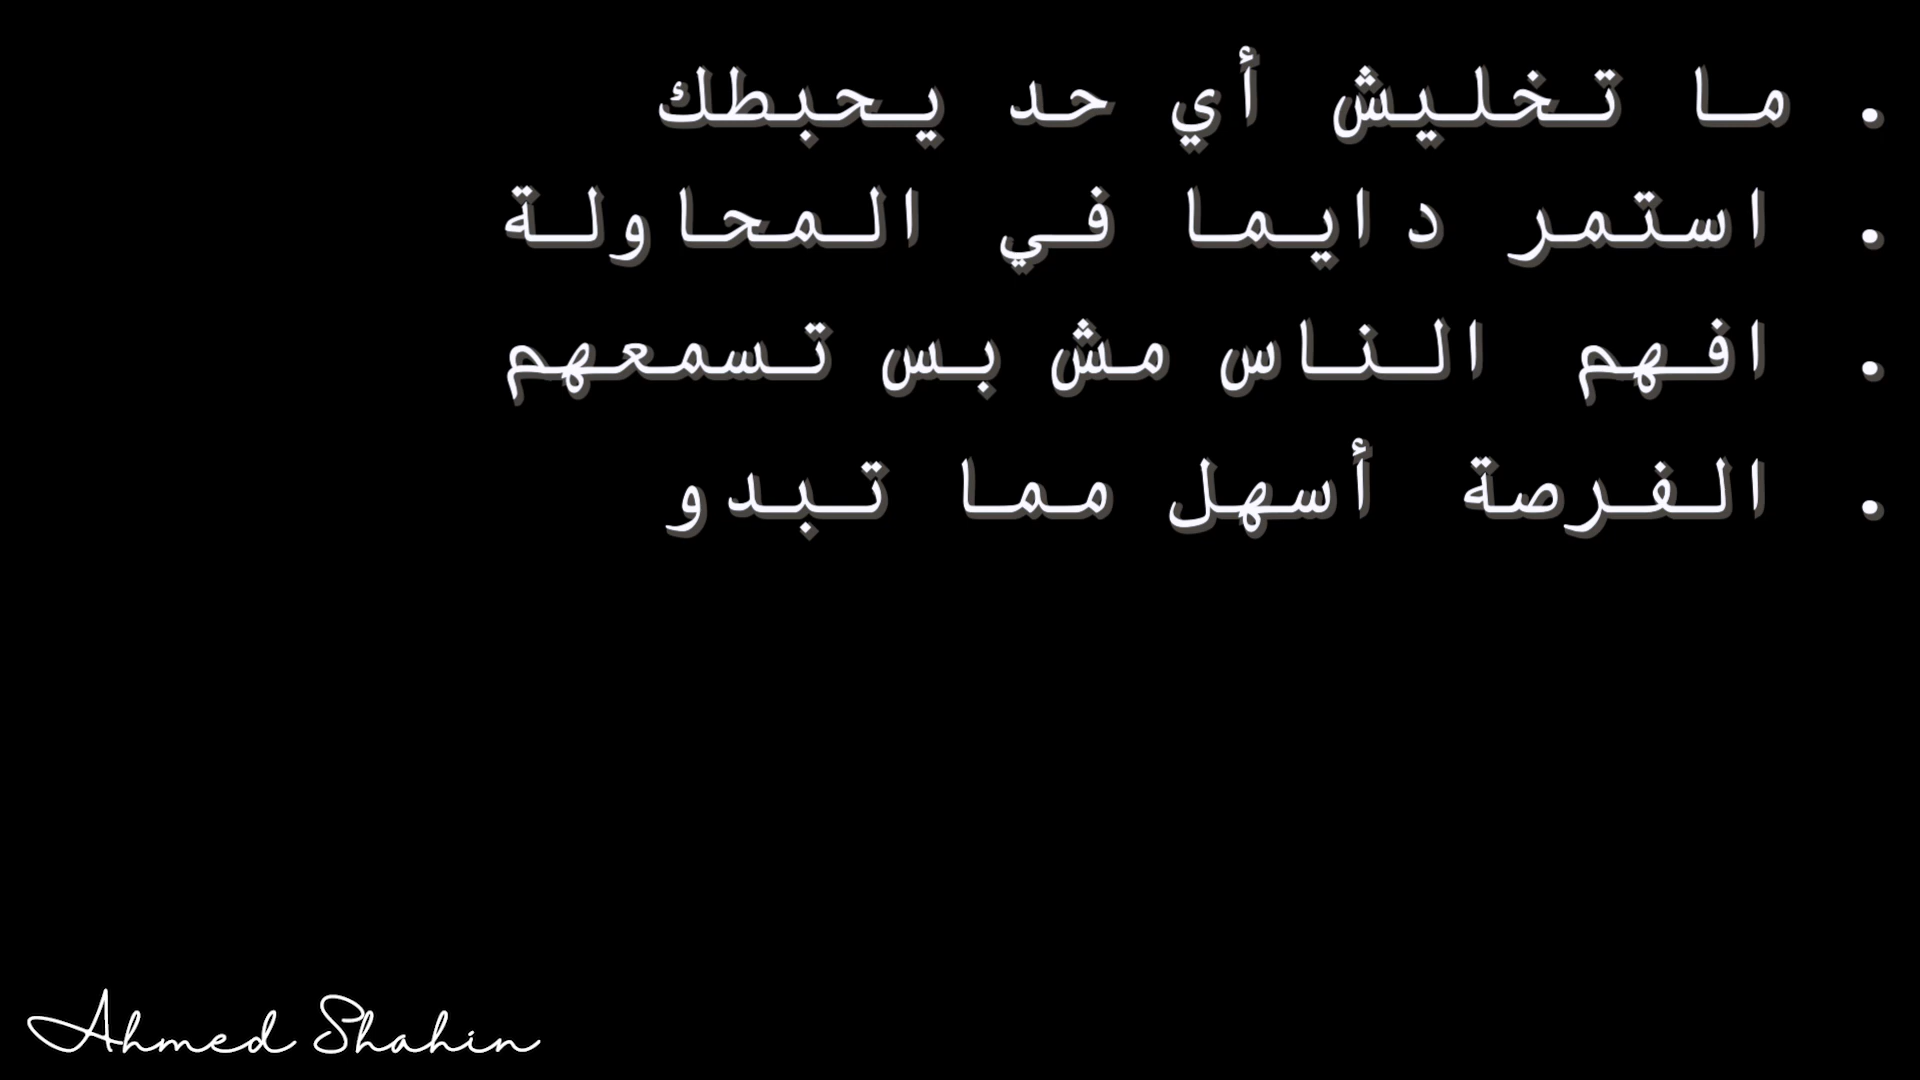 . ما تخليش أي حد يحبطك
. استمر دايما في المحاولة
. افهم الناس مش بس تسمعهم
. الفرصة أسهل مما تبدو
Ahmed Shahin